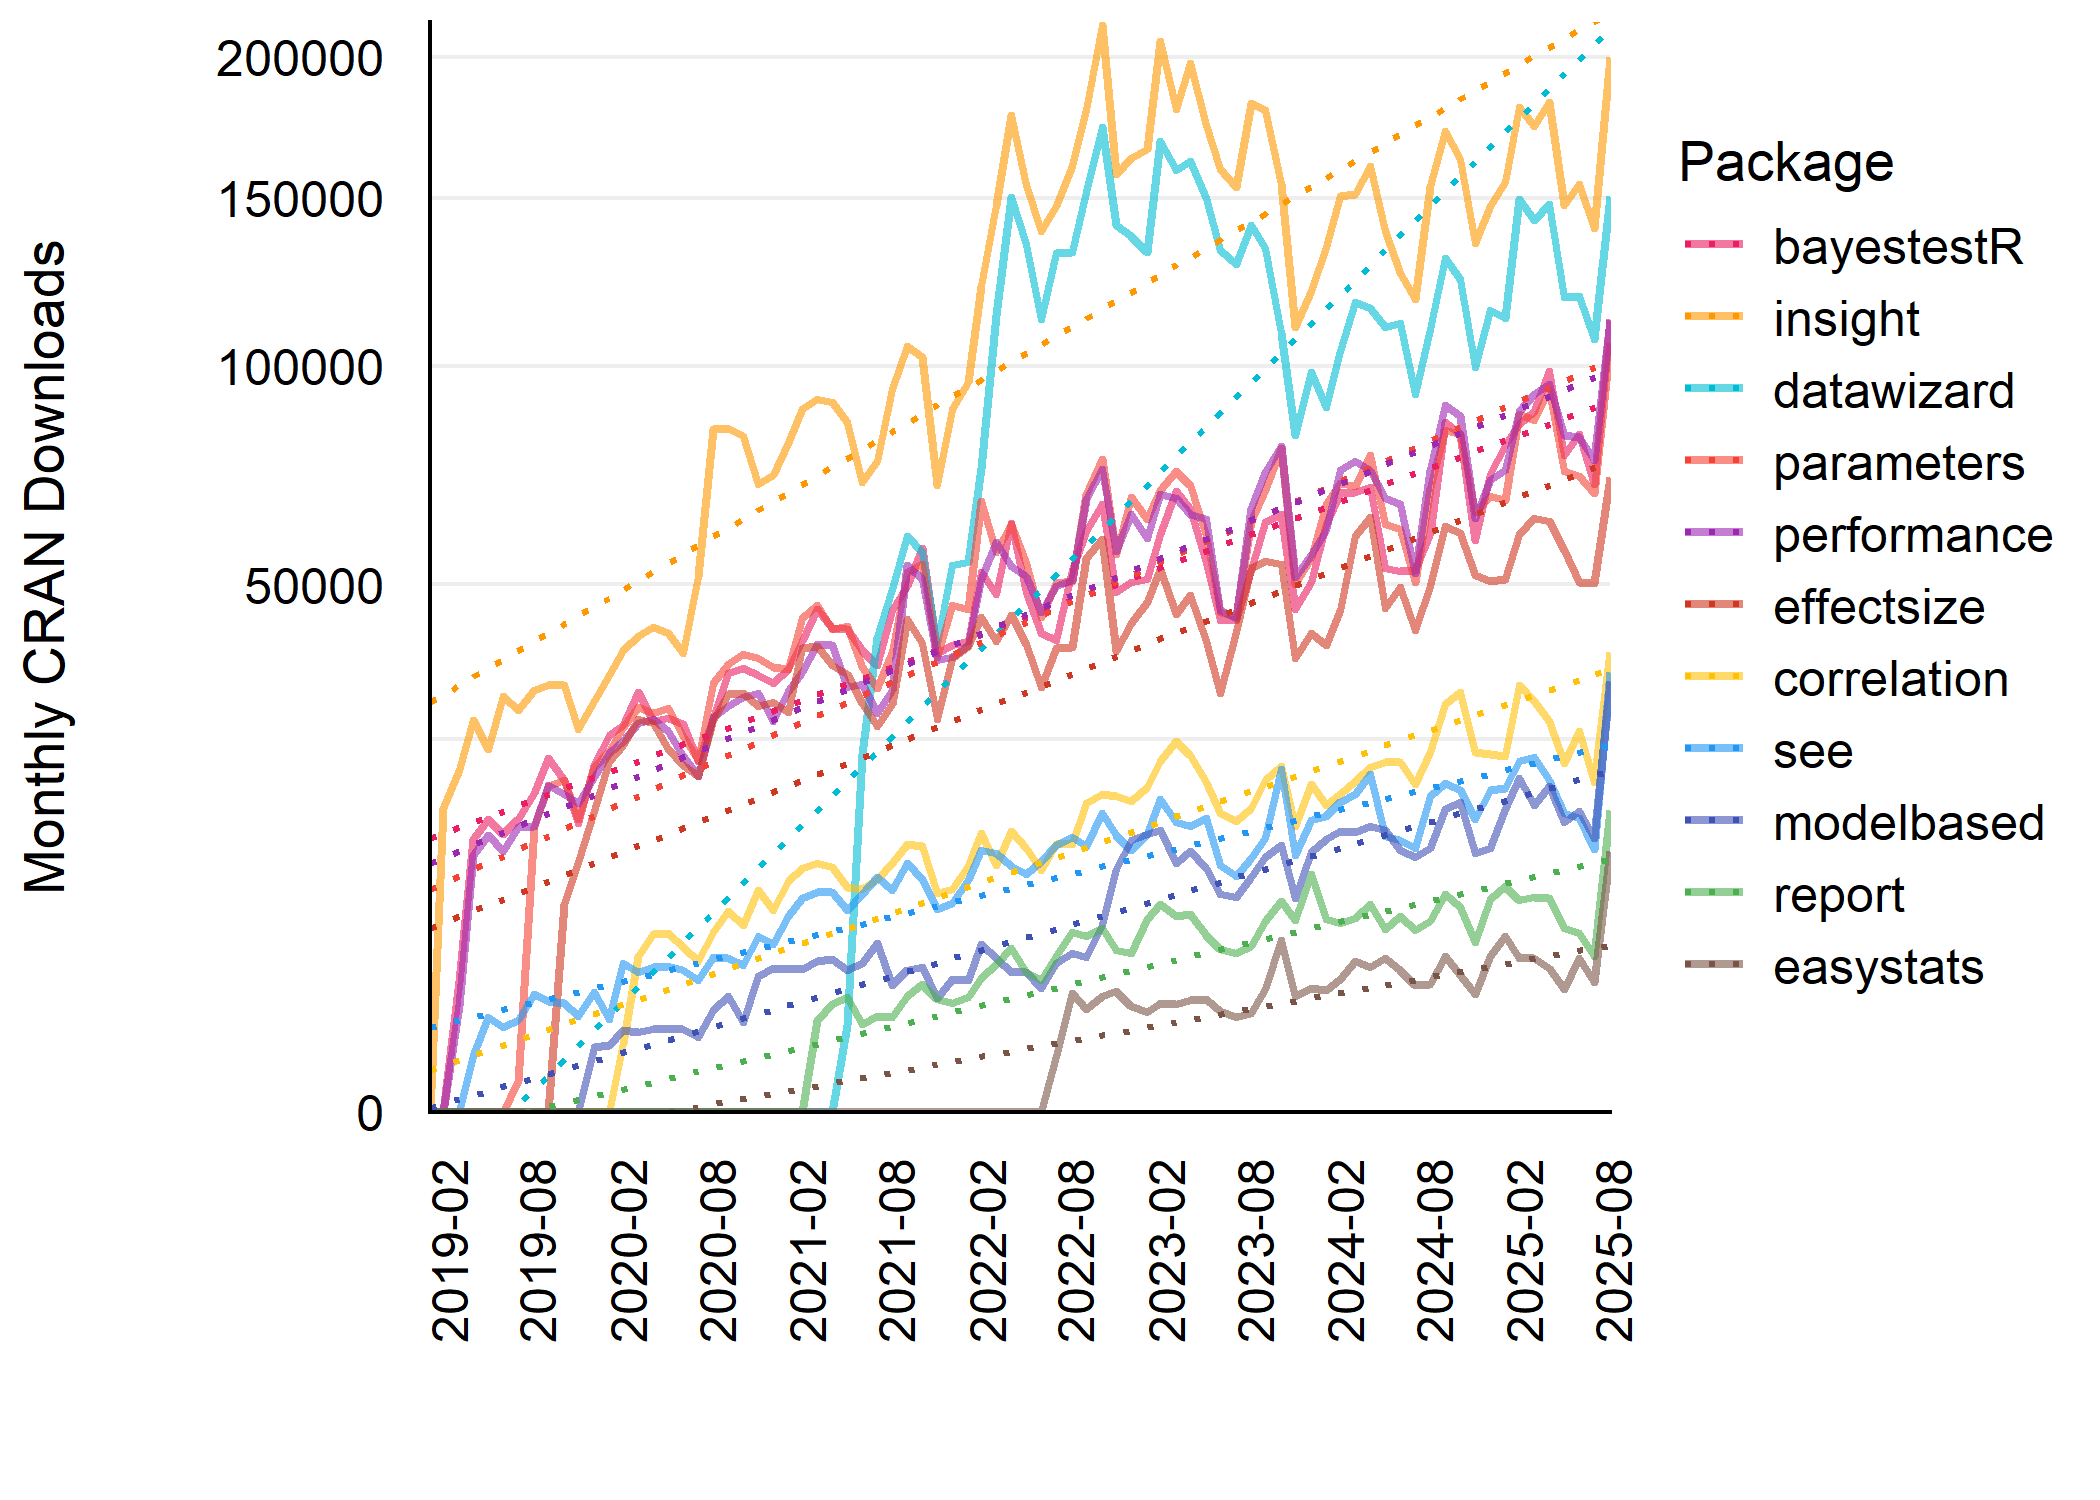 Monthly CRAN Downloads
200000
150000
100000
50000
0
2019-02
2019-08
2020-02
2020-08
2021-02
2021-08
2022-02
2022-08
2023-02
2023-08
2024-02
2024-08
2025-02
2025-08
Package
bayestestR
insight
datawizard
parameters
performance
effectsize
correlation
see
modelbased
report
easystats